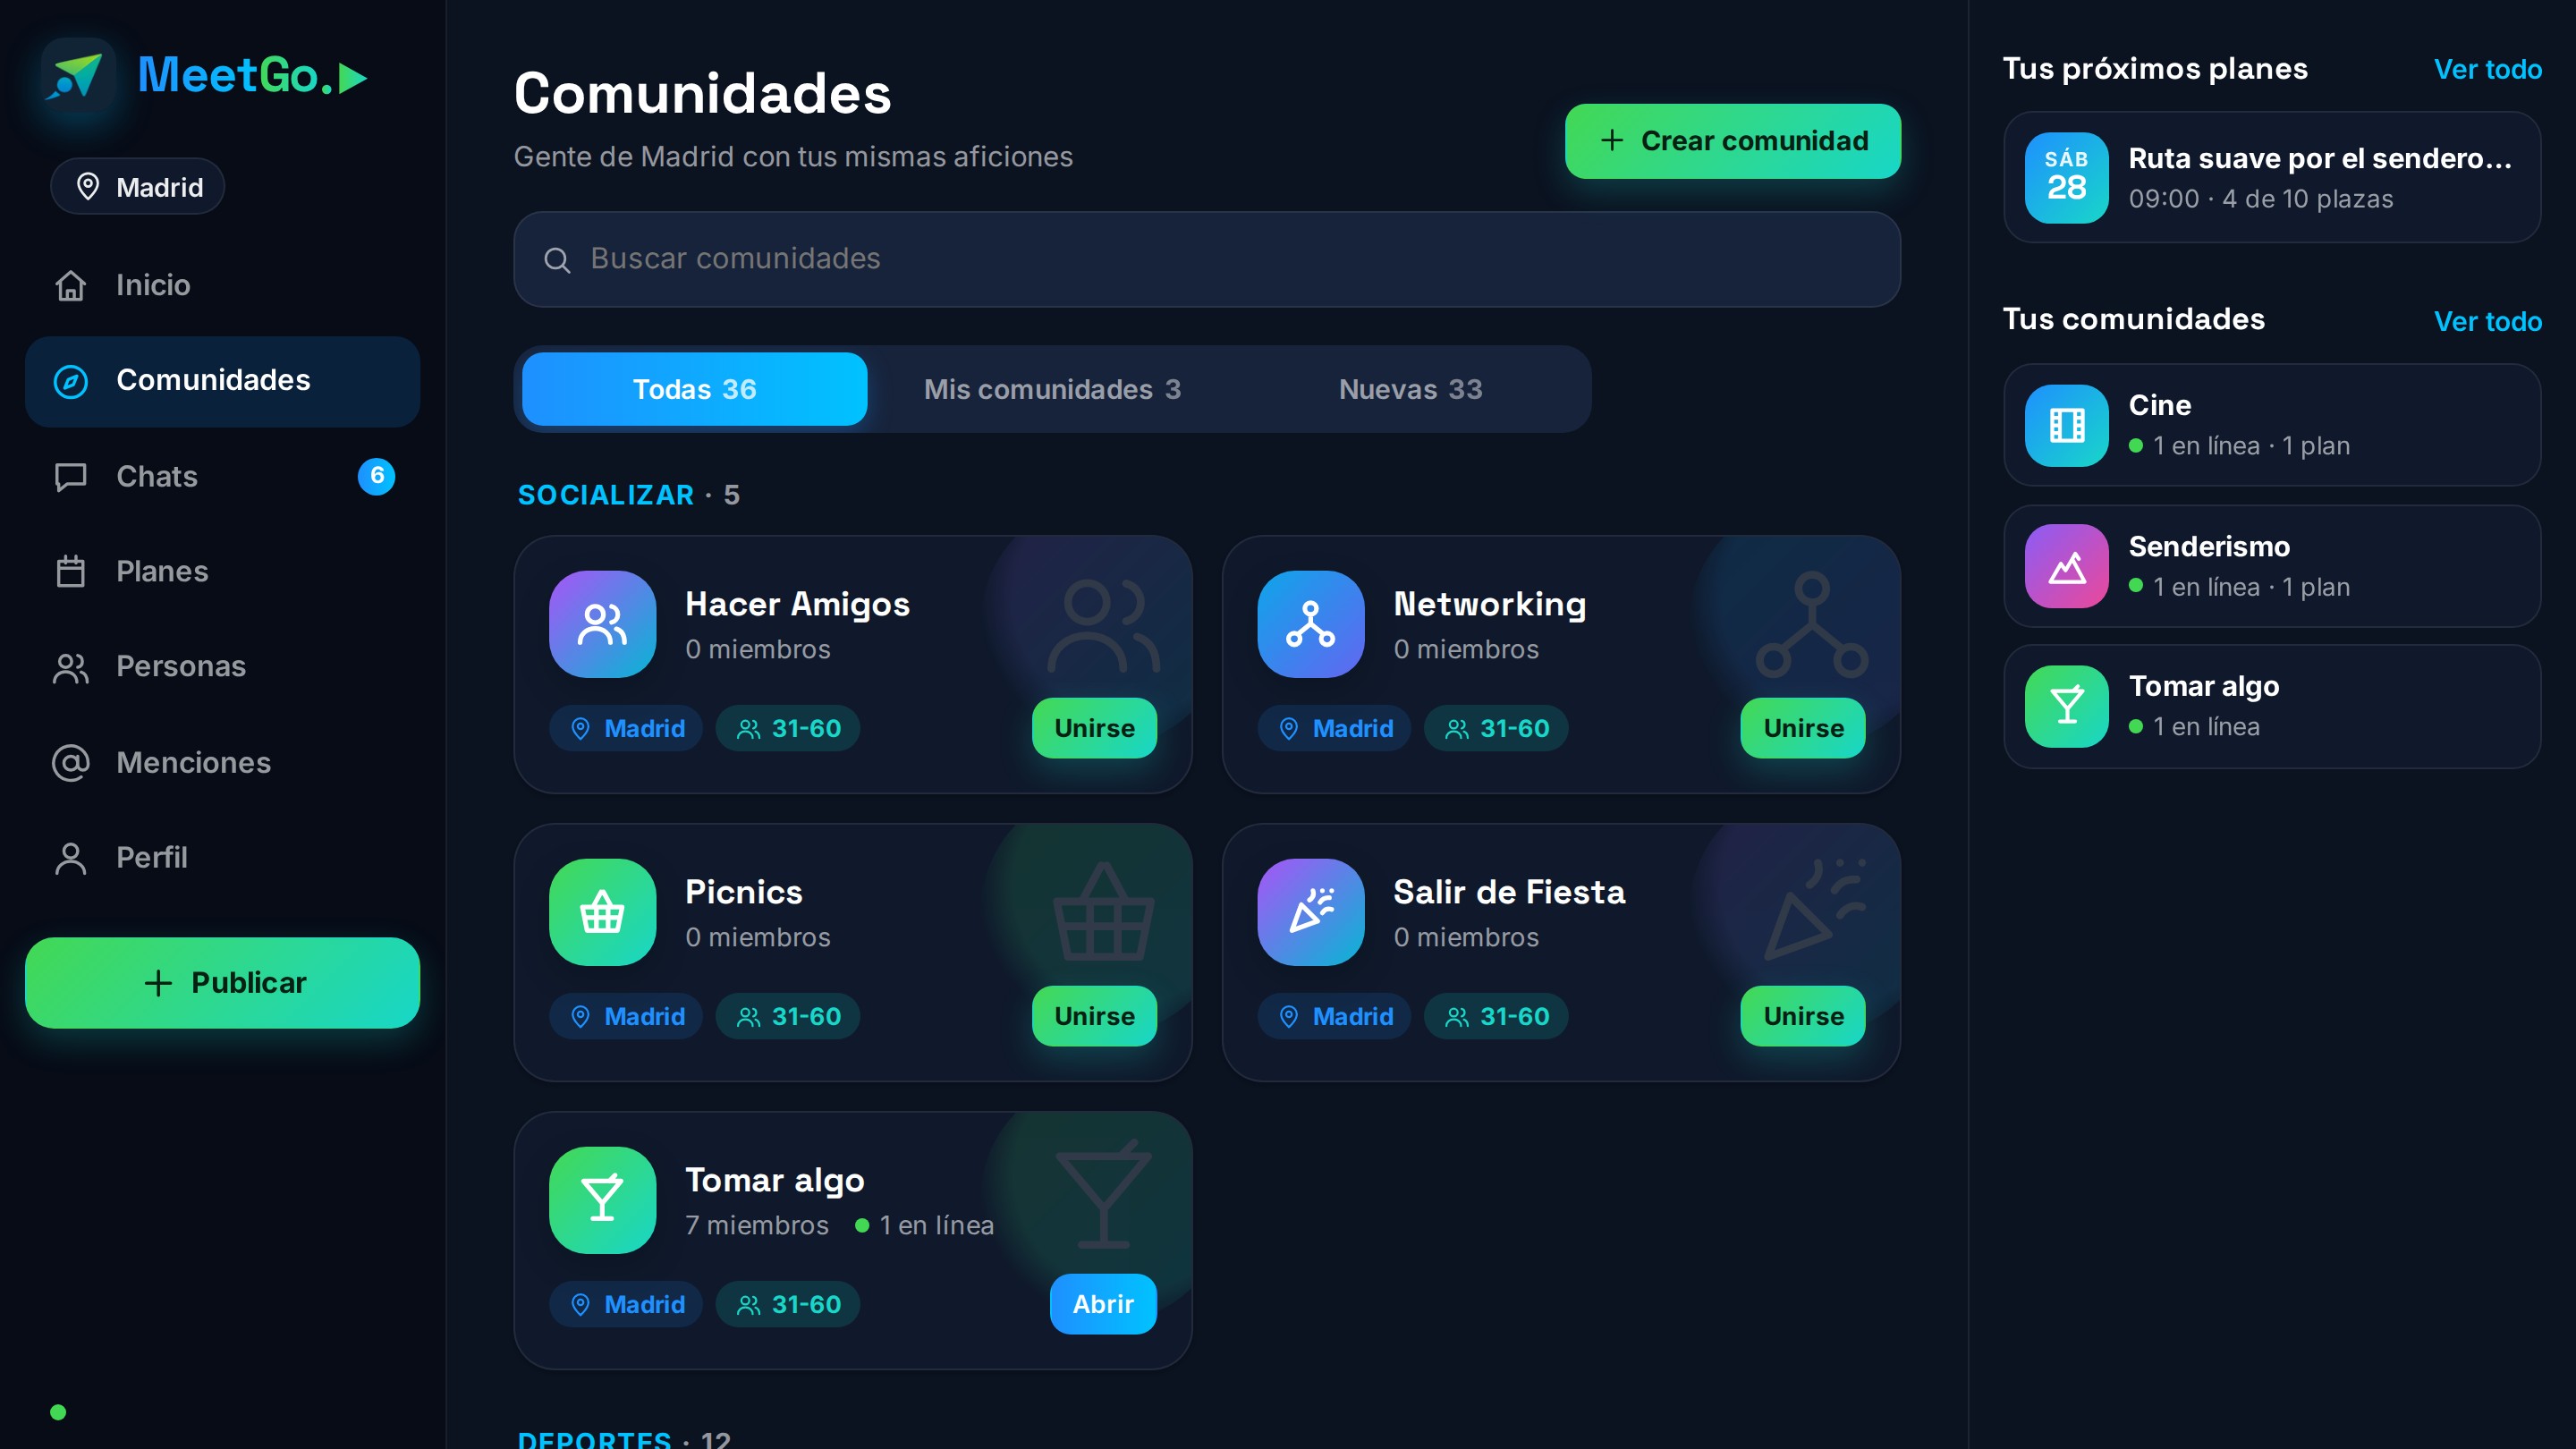 MeetGo.
Madrid
Inicio
Comunidades
Chats 6
Planes
Personas
Menciones
Perfil
+ Publicar
Comunidades
Gente de Madrid con tus mismas aficiones
+ Crear comunidad
Buscar comunidades
Todas 36 Mis comunidades 3 Nuevas 33
SOCIALIZAR · 5
Hacer Amigos
0 miembros
Madrid 31-60 Unirse
Networking
0 miembros
Madrid 31-60 Unirse
Picnics
0 miembros
Madrid 31-60 Unirse
Salir de Fiesta
0 miembros
Madrid 31-60 Unirse
Tomar algo
7 miembros 1 en línea
Madrid 31-60 Abrir
DEPORTES · 12
Tus próximos planes Ver todo
SÁB
28
Ruta suave por el sendero...
09:00 · 4 de 10 plazas
Tus comunidades Ver todo
Cine
1 en línea · 1 plan
Senderismo
1 en línea · 1 plan
Tomar algo
1 en línea